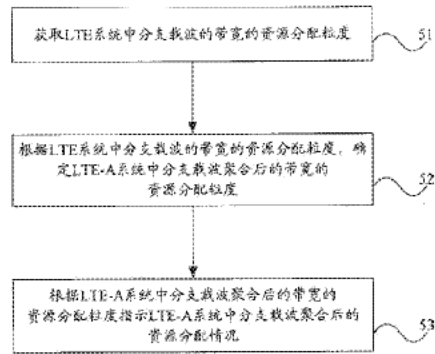 获取LTE系统中分支载波的带宽的资源分配粒度
51
根据LTE系统中分支载波的带宽的资源分配粒度，确
定LTE-A系统中分支载波聚合后的带宽的
资源分配粒度
52
根据LTE-A系统中分支载波聚合后的带宽的
资源分配粒度指示LTE-A系统中分支载波聚合后的
资源分配情况
53